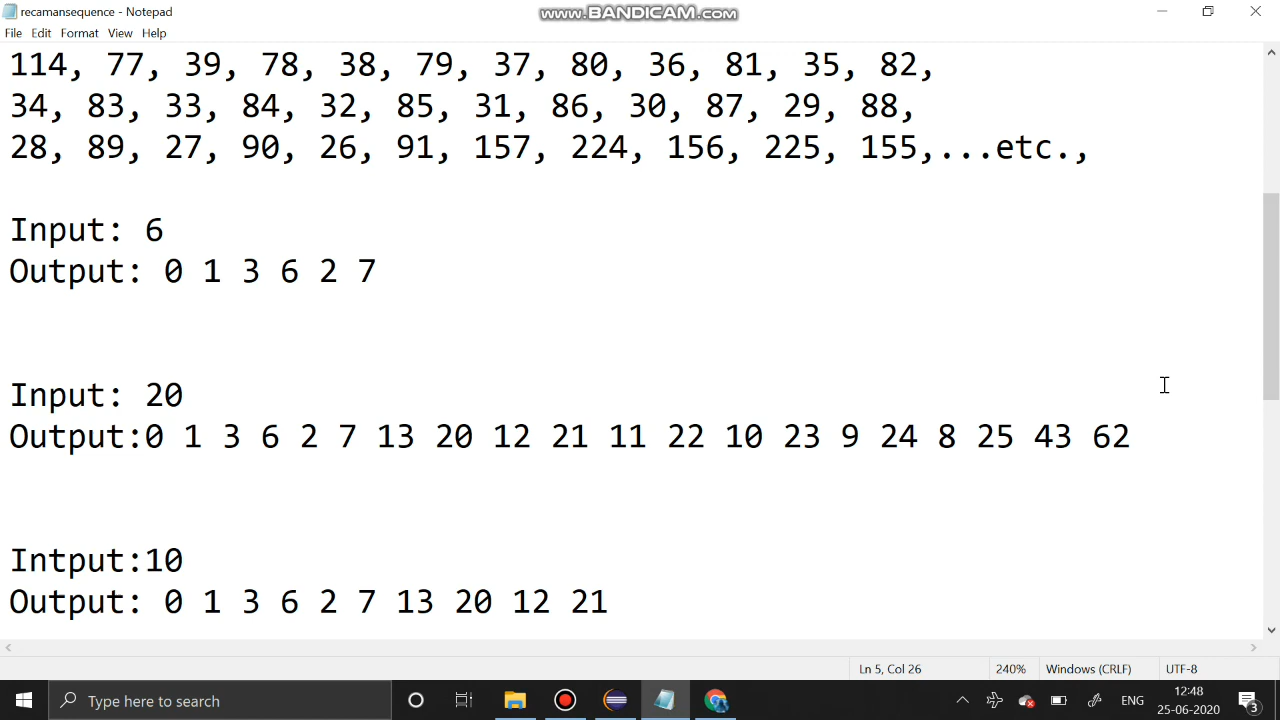 recamansequence - Notepad
www.BANDICAM.com
File Edit Format View Help
114, 77, 39, 78, 38, 79, 37, 80, 36, 81, 35, 82,
34, 83, 33, 84, 32, 85, 31, 86, 30, 87, 29, 88,
28, 89, 27, 90, 26, 91, 157, 224, 156, 225, 155,...etc.,
Input: 6
Output: 0 1 3 6 2 7
Input: 20
Output:0 1 3 6 2 7 13 20 12 21 11 22 10 23 9 24 8 25 43 62
Intput:10
Output: 0 1 3 6 2 7 13 20 12 21
Ln 5, Col 26 240% Windows (CRLF) UTF-8
Type here to search
ENG
12:48
25-06-2020
3